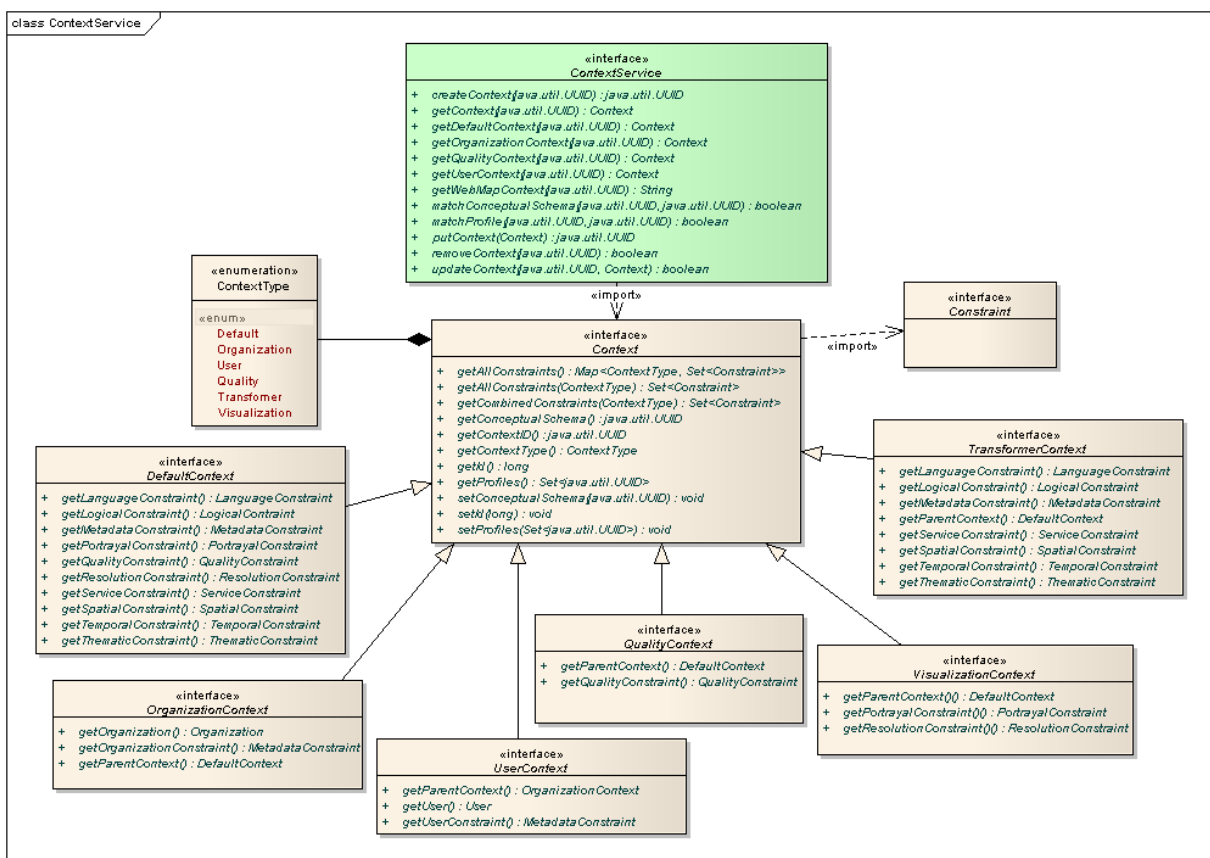 class ContextService
«interface»
ContextService
+ createContext(java.util.UUID) : java.util.UUID
+ getContext(java.util.UUID) : Context
+ getDefaultContext(java.util.UUID) : Context
+ getOrganizationContext(java.util.UUID) : Context
+ getQualityContext(java.util.UUID) : Context
+ getUserContext(java.util.UUID) : Context
+ getWebMapContext(java.util.UUID) : String
+ matchConceptualSchema(java.util.UUID, java.util.UUID) : boolean
+ matchProfile(java.util.UUID, java.util.UUID) : boolean
+ putContext(Context) : java.util.UUID
+ removeContext(java.util.UUID) : boolean
+ updateContext(java.util.UUID, Context) : boolean
«enumeration»
ContextType
«enum»
Default
Organization
User
Quality
Transfomer
Visualization
«import»
«interface»
Constraint
«import»
«interface»
Context
+ getAllConstraints() : Map<ContextType, Set<Constraint>>
+ getAllConstraints(ContextType) : Set<Constraint>
+ getCombinedConstraints(ContextType) : Set<Constraint>
+ getConceptualSchema() : java.util.UUID
+ getContextID() : java.util.UUID
+ getContextType() : ContextType
+ getId() : long
+ getProfiles() : Set<java.util.UUID>
+ setConceptualSchema(java.util.UUID) : void
+ setId(long) : void
+ setProfiles(Set<java.util.UUID>) : void
«interface»
DefaultContext
+ getLanguageConstraint() : LanguageConstraint
+ getLogicalConstraint() : LogicalContraint
+ getMetadataConstraint() : MetadataConstraint
+ getPortrayalConstraint() : PortrayalConstraint
+ getQualityConstraint() : QualityConstraint
+ getResolutionConstraint() : ResolutionConstraint
+ getServiceConstraint() : ServiceConstraint
+ getSpatialConstraint() : SpatialConstraint
+ getTemporalConstraint() : TemporalConstraint
+ getThematicConstraint() : ThematicConstraint
«interface»
TransformerContext
+ getLanguageConstraint() : LanguageConstraint
+ getLogicalConstraint() : LogicalConstraint
+ getMetadataConstraint() : MetadataConstraint
+ getParentContext() : DefaultContext
+ getServiceConstraint() : ServiceConstraint
+ getSpatialConstraint() : SpatialConstraint
+ getTemporalConstraint() : TemporalConstraint
+ getThematicConstraint() : ThematicConstraint
«interface»
OrganizationContext
+ getOrganization() : Organization
+ getOrganizationConstraint() : MetadataConstraint
+ getParentContext() : DefaultContext
«interface»
UserContext
+ getParentContext() : OrganizationContext
+ getUser() : User
+ getUserConstraint() : MetadataConstraint
«interface»
QualityContext
+ getParentContext() : DefaultContext
+ getQualityConstraint() : QualityConstraint
«interface»
VisualizationContext
+ getParentContext()() : DefaultContext
+ getPortrayalConstraint()() : PortrayalConstraint
+ getResolutionConstraint()() : ResolutionConstraint